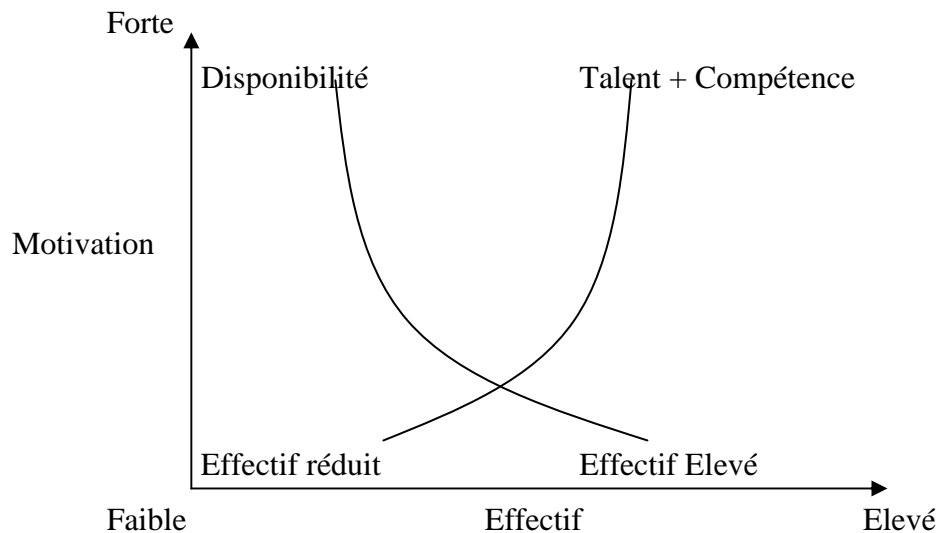 Forte
Disponibilité
Talent + Compétence
Motivation
Effectif réduit
Effectif Elevé
Faible
Effectif
Elevé